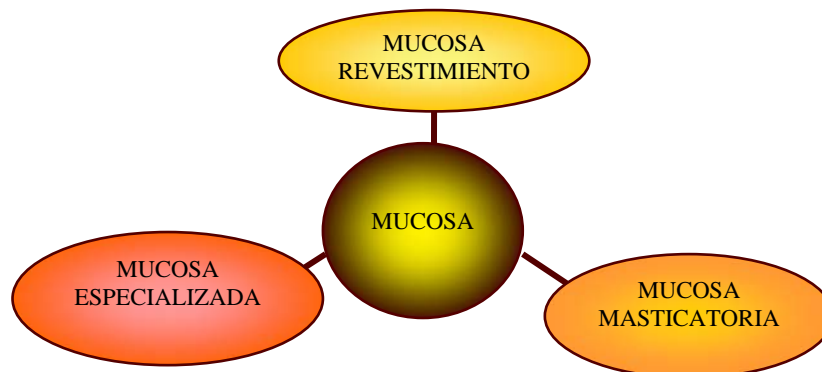 MUCOSA
REVESTIMIENTO
MUCOSA
MUCOSA
ESPECIALIZADA
MUCOSA
MASTICATORIA